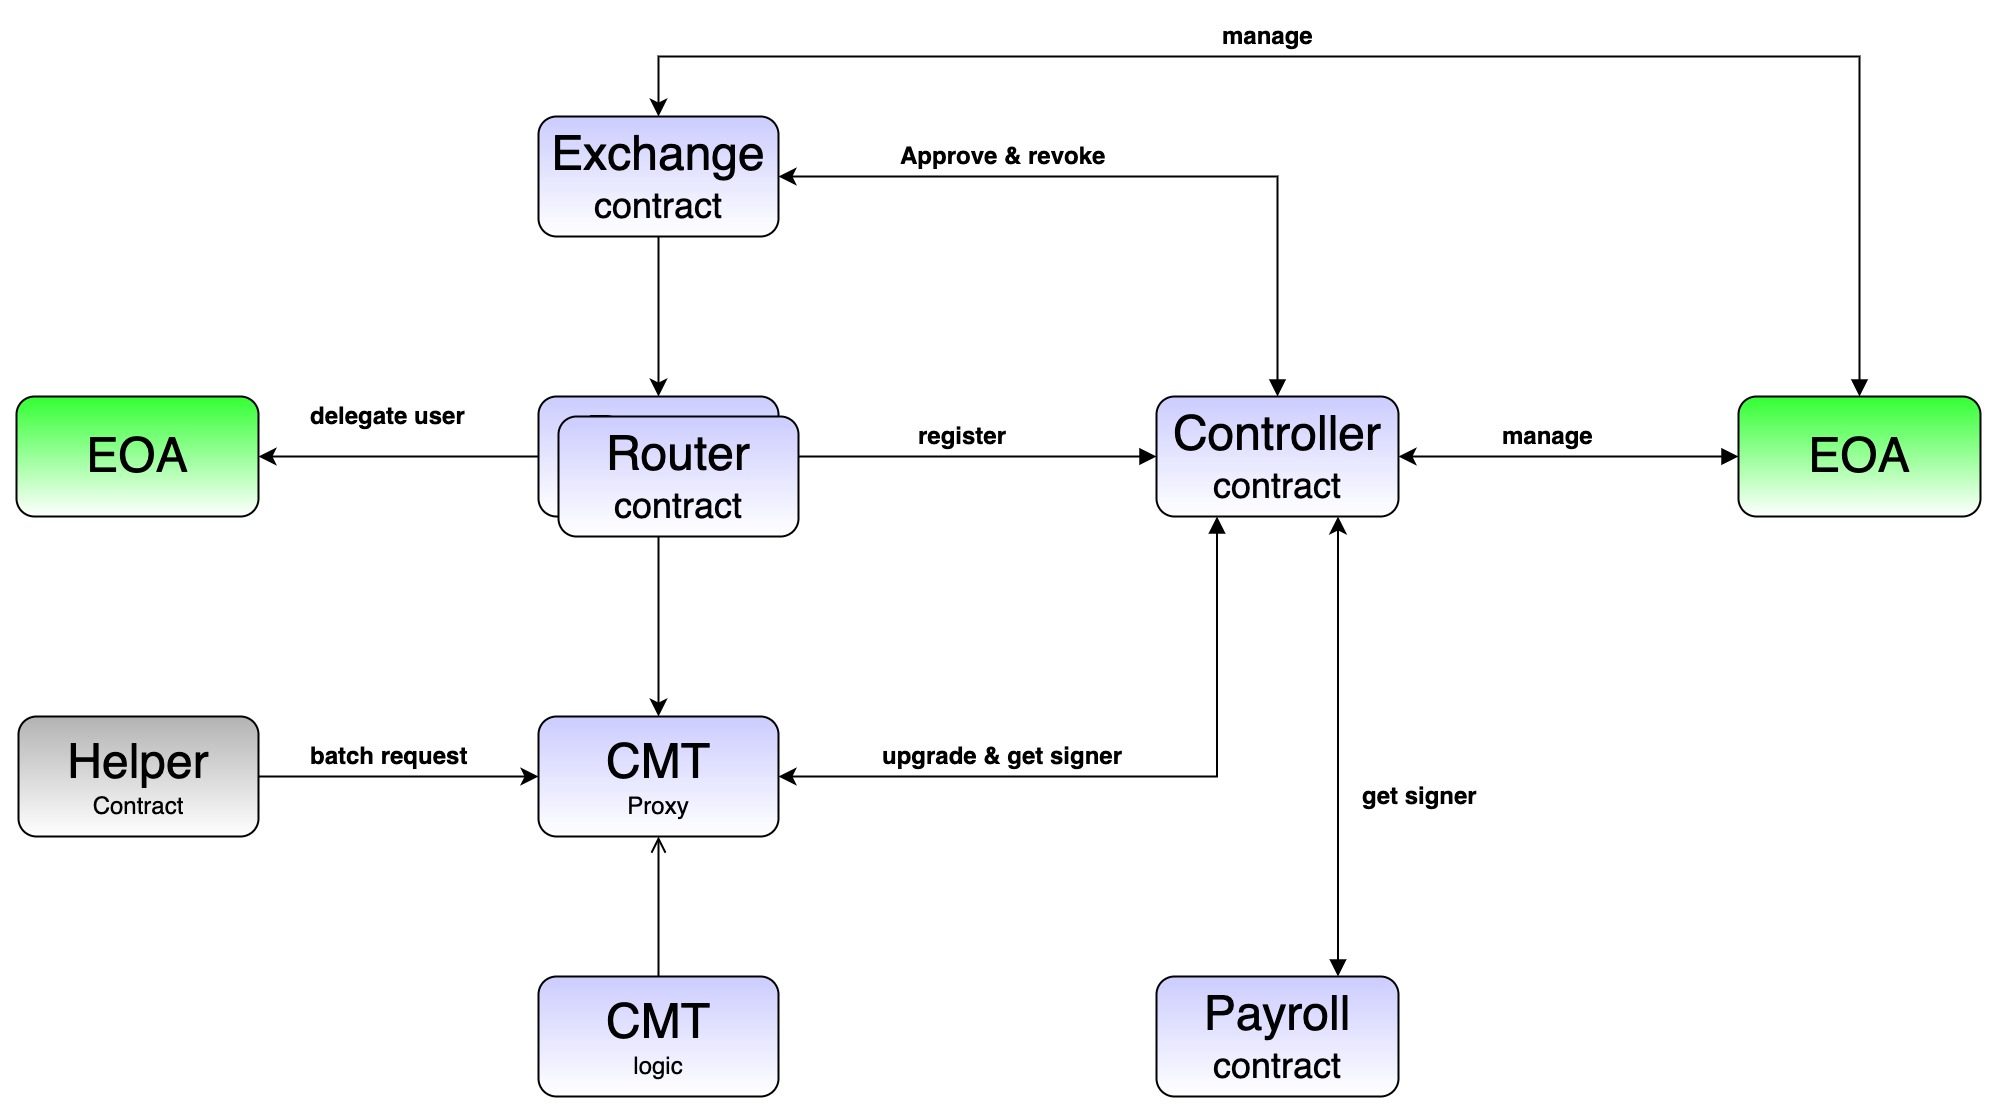 manage
Exchange
contract
Approve & revoke
EOA
delegate user
Router
contract
register
Controller
contract
manage
EOA
Helper
Contract
batch request
CMT
Proxy
upgrade & get signer
get signer
CMT
logic
Payroll
contract